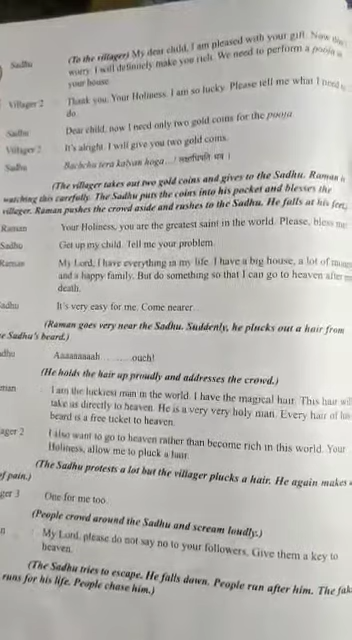 Sadhu (To the villager) My dear child, I am pleased with your gift. Now don't
worry. I will definitely make you rich. We need to perform a pooja
your house.
Villager 2 Thank you. Your Holiness. I am so lucky. Please tell me what I
do.
Sadhu Dear child, now I need only two gold coins for the pooja.
Villager 2 It's alright. I will give you two gold coins.
Sadhu Bachcha tera kalyan hoga...!
(The villager takes out two gold coins and gives to the Sadhu. Raman is
watching this carefully. The Sadhu puts the coins into his pocket and blesses the
villager. Raman pushes the crowd aside and rushes to the Sadhu. He falls at his feet.
Raman Your Holiness, you are the greatest saint in the world. Please, bless me
Sadhu Get up my child. Tell me your problem.
Raman My Lord, I have everything in my life. I have a big house, a lot of
and a happy family. But do something so that I can go to heaven after
death.
adhu It's very easy for me. Come nearer.
(Raman goes very near the Sadhu. Suddenly, he plucks out a hair from
e Sadhu's beard.)
dhu Aaaaaaaah.........ouch!
(He holds the hair up proudly and addresses the crowd.)
man I am the luckiest man in the world. I have the magical hair. This hair will
take us directly to heaven. He is a very very holy man. Every hair of
beard is a free ticket to heaven.
ager 2 I also want to go to heaven rather than become rich in this world. Your
Holiness, allow me to pluck a hair.
(The Sadhu protests a lot but the villager plucks a hair. He again makes
of pain.)
ger 3 One for me too.
(People crowd around the Sadhu and scream loudly.)
n My Lord, please do not say no to your followers. Give them a key to
heaven.
(The Sadhu tries to escape. He falls down. People run after him. The
runs for his life. People chase him.)